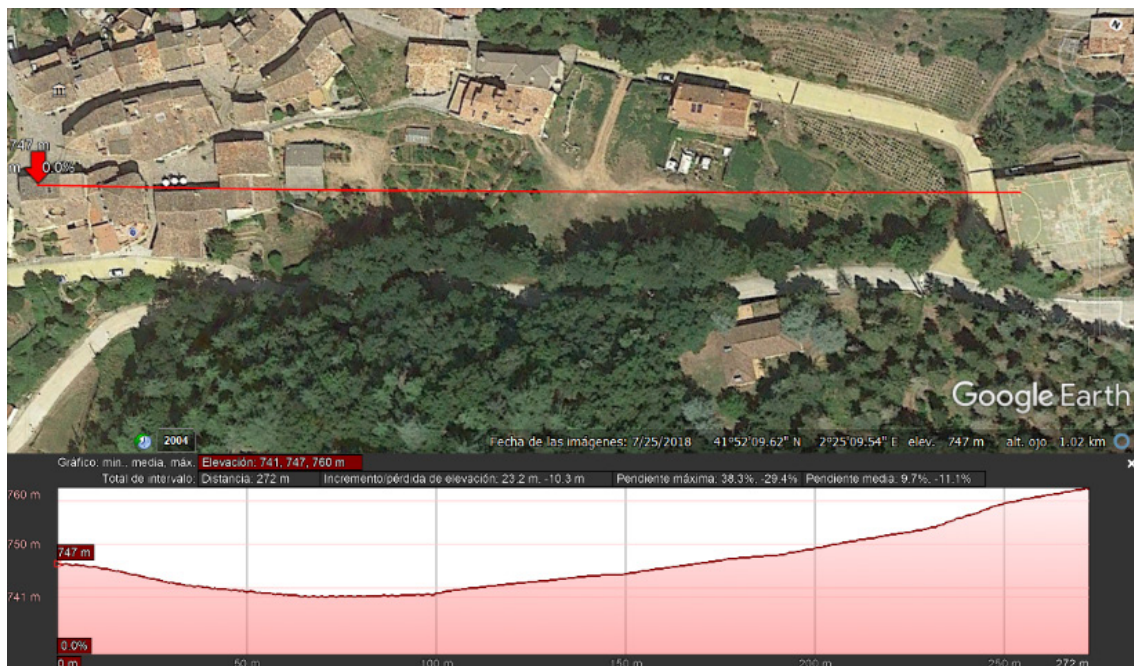 747 m
m 0.0%
N
Google Earth
2004
Fecha de las imágenes: 7/25/2018 41°52'09.62" N 2°25'09.54" E elev. 747 m alt. ojo 1.02 km
Gráfico: min., media, máx. Elevación: 741, 747, 760 m
Total de intervalo: Distancia: 272 m Incremento/pérdida de elevación: 23.2 m, -10.3 m Pendiente máxima: 38.3%, -29.4% Pendiente media: 9.7%, -11.1%
760 m
750 m
747 m
741 m
0.0%
0 m 50 m 100 m 150 m 200 m 250 m 272 m